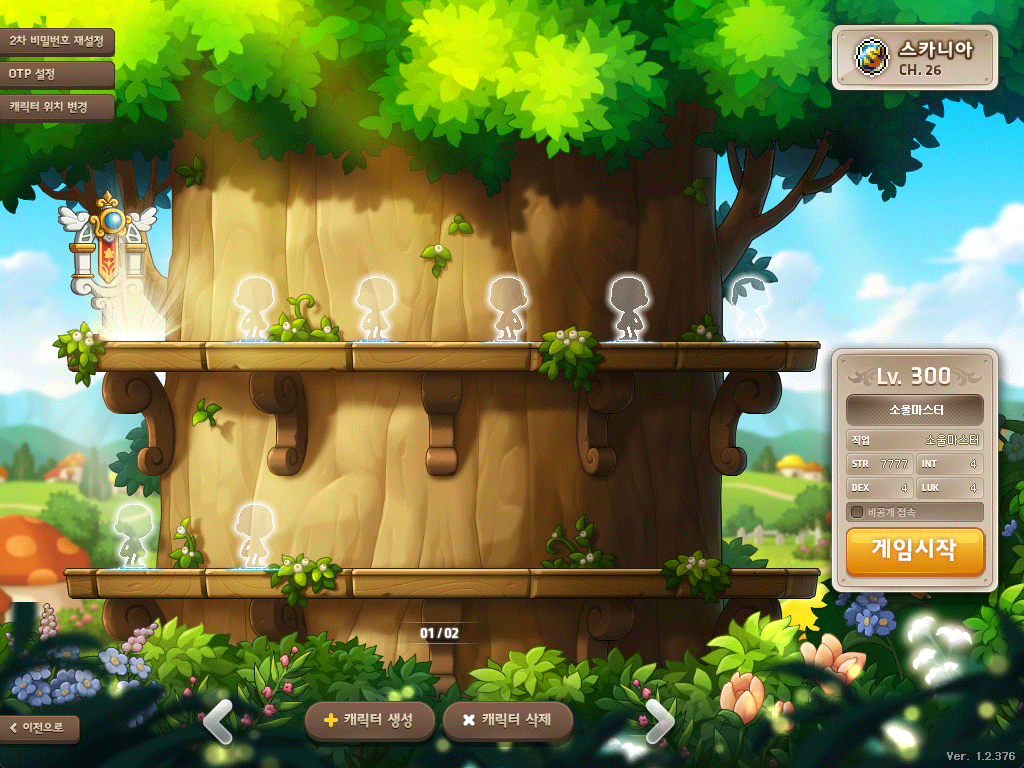 2차 비밀번호 재설정
OTP 설정
캐릭터 위치 변경
스카니아
CH. 26
Lv. 300
소울마스터
직업 소울마스터
STR 7777 INT 4
DEX 4 LUK 4
비공개 접속
게임시작
01 / 02
이전으로
캐릭터 생성
캐릭터 삭제
Ver. 1.2.376